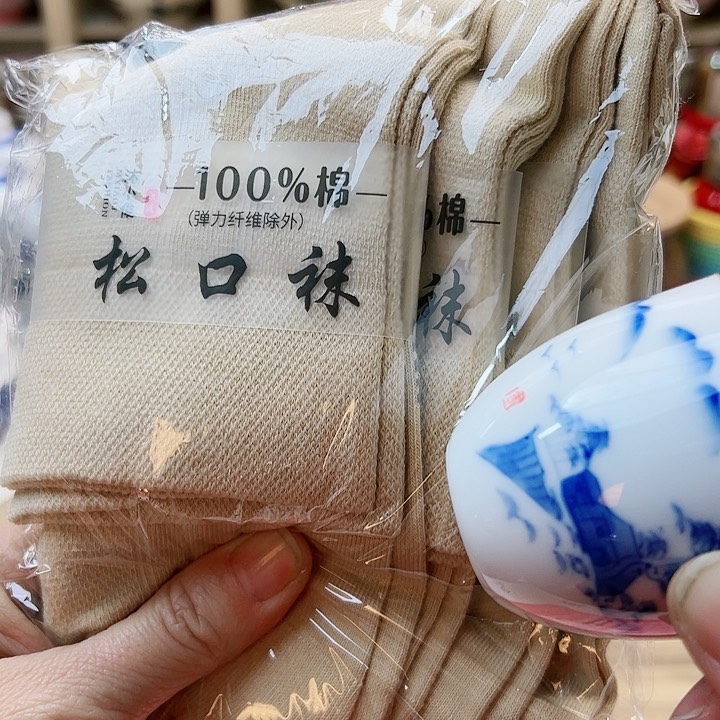 —100%棉—
(弹力纤维除外)
松口袜
%棉—
袜